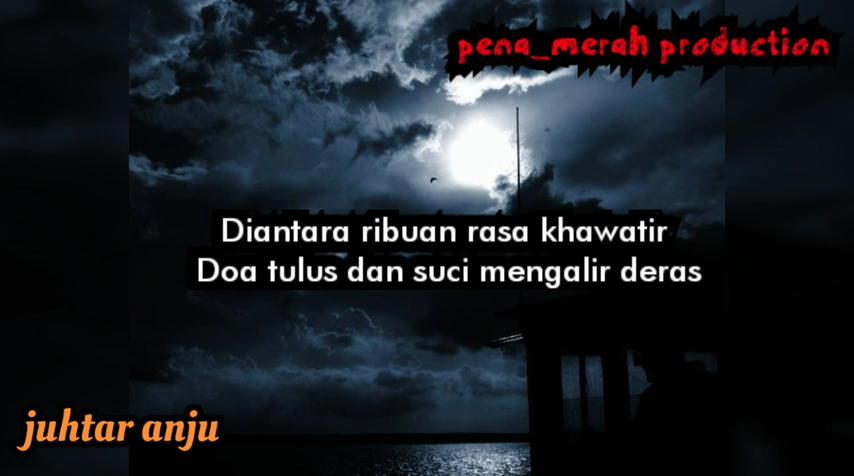 pena_merah production
Diantara ribuan rasa khawatir
Doa tulus dan suci mengalir deras
juhtar anju